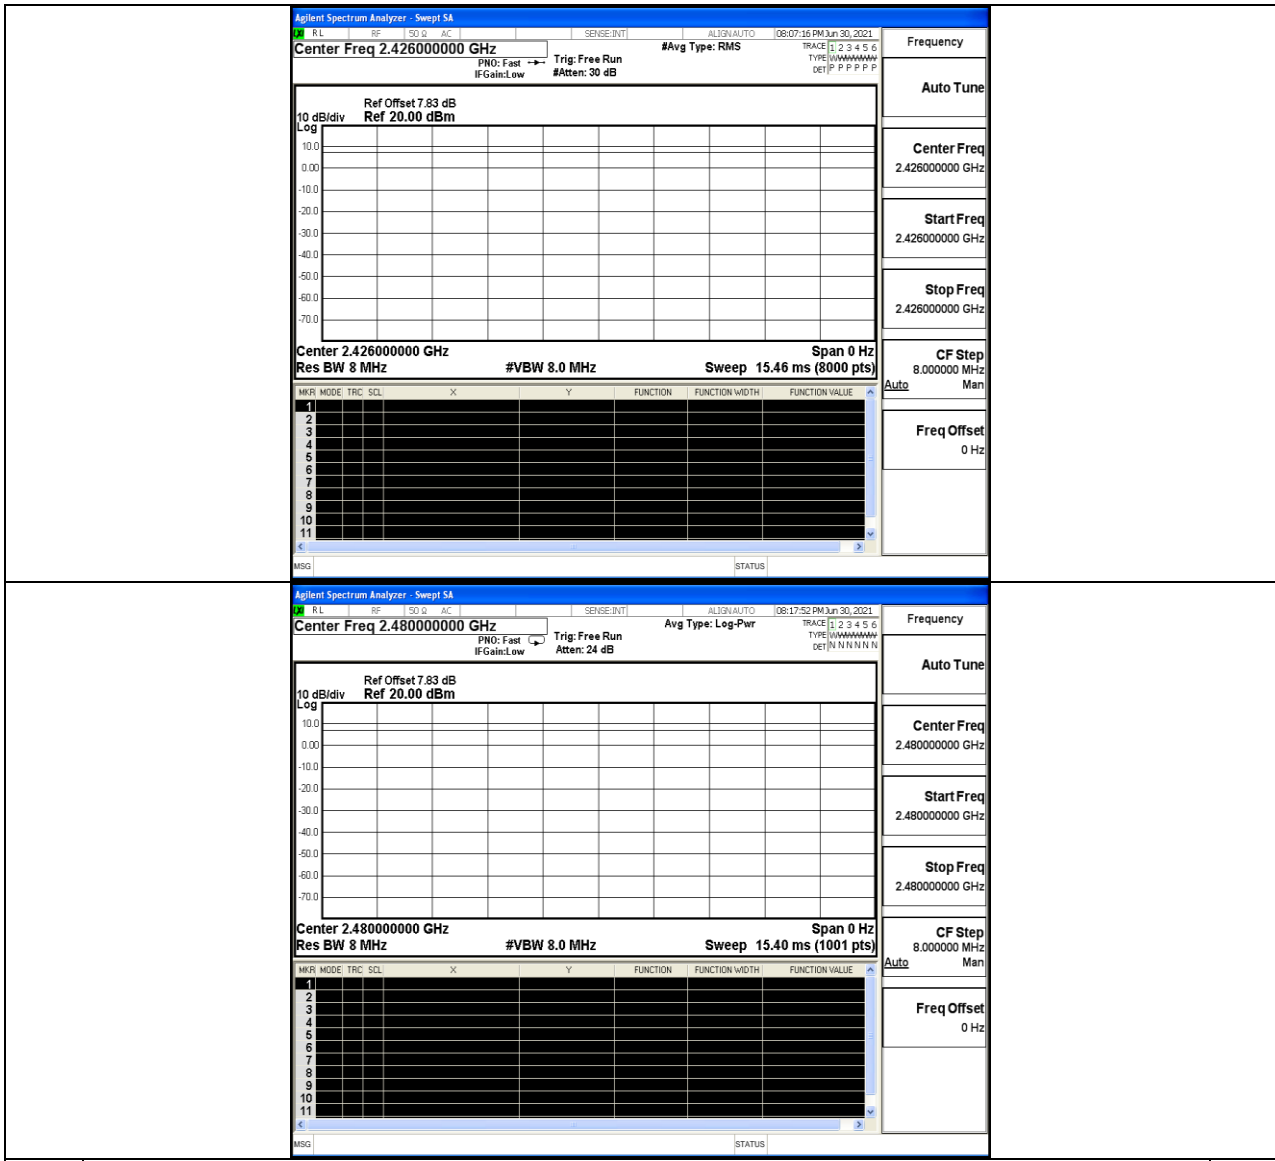 Agilent Spectrum Analyzer - Swept SA
LXI RL RF 50 Ω AC SENSE:INT ALIGNAUTO 08:07:16 PM Jun 30, 2021
Center Freq 2.426000000 GHz #Avg Type: RMS TRACE 1 2 3 4 5 6
PNO: Fast Trig: Free Run TYPE WWWWWW
IFGain:Low #Atten: 30 dB DET P P P P P P
Frequency
Auto Tune
Ref Offset 7.83 dB
10 dB/div Ref 20.00 dBm
Log
10.0
0.00
-10.0
-20.0
-30.0
-40.0
-50.0
-60.0
-70.0
Center 2.426000000 GHz Span 0 Hz
Res BW 8 MHz #VBW 8.0 MHz Sweep 15.46 ms (8000 pts)
Center Freq
2.426000000 GHz
Start Freq
2.426000000 GHz
Stop Freq
2.426000000 GHz
CF Step
8.000000 MHz
Auto Man
Freq Offset
0 Hz
MKR MODE TRC SCL X Y FUNCTION FUNCTION WIDTH FUNCTION VALUE
1
2
3
4
5
6
7
8
9
10
11
MSG STATUS
Agilent Spectrum Analyzer - Swept SA
LXI RL RF 50 Ω AC SENSE:INT ALIGNAUTO 08:17:52 PM Jun 30, 2021
Center Freq 2.480000000 GHz Avg Type: Log-Pwr TRACE 1 2 3 4 5 6
PNO: Fast Trig: Free Run TYPE WWWWWW
IFGain:Low Atten: 24 dB DET N N N N N N
Frequency
Auto Tune
Ref Offset 7.83 dB
10 dB/div Ref 20.00 dBm
Log
10.0
0.00
-10.0
-20.0
-30.0
-40.0
-50.0
-60.0
-70.0
Center 2.480000000 GHz Span 0 Hz
Res BW 8 MHz #VBW 8.0 MHz Sweep 15.40 ms (1001 pts)
Center Freq
2.480000000 GHz
Start Freq
2.480000000 GHz
Stop Freq
2.480000000 GHz
CF Step
8.000000 MHz
Auto Man
Freq Offset
0 Hz
MKR MODE TRC SCL X Y FUNCTION FUNCTION WIDTH FUNCTION VALUE
1
2
3
4
5
6
7
8
9
10
11
MSG STATUS